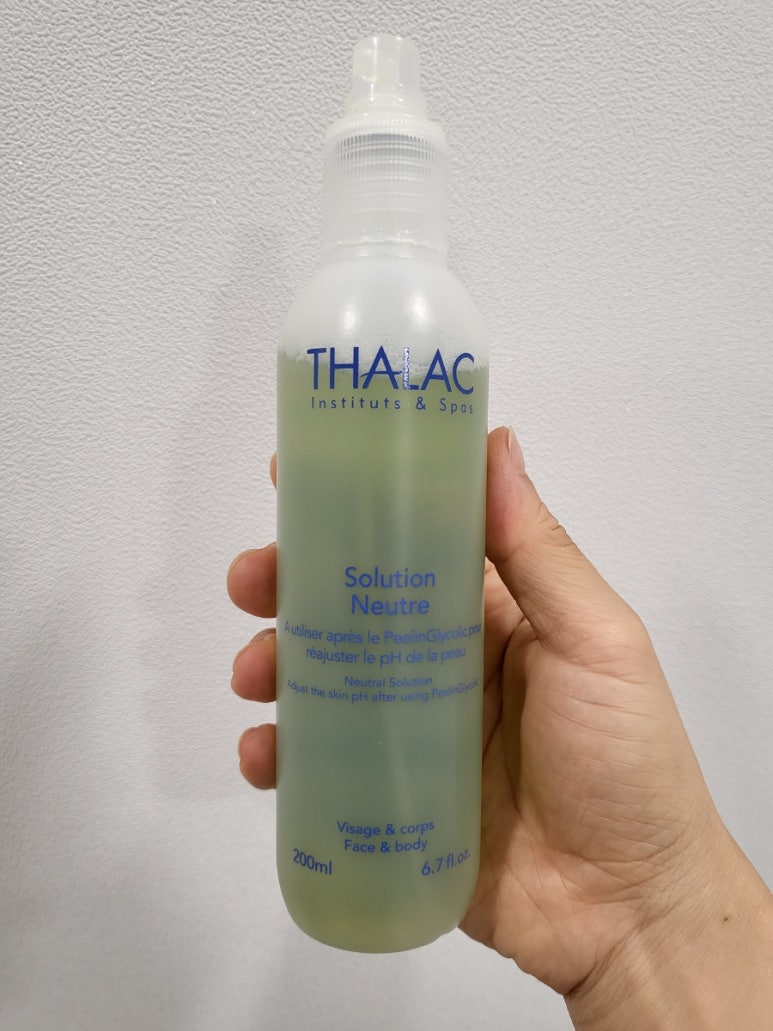 THALAC
Instituts & Spas
Solution
Neutre
A utiliser après le PeelinGlycolic pour
réajuster le pH de la peau
Neutral Solution
Adjust the skin pH after using PeelinGlycolic
Visage & corps
Face & body
200ml
6.7 fl.oz.